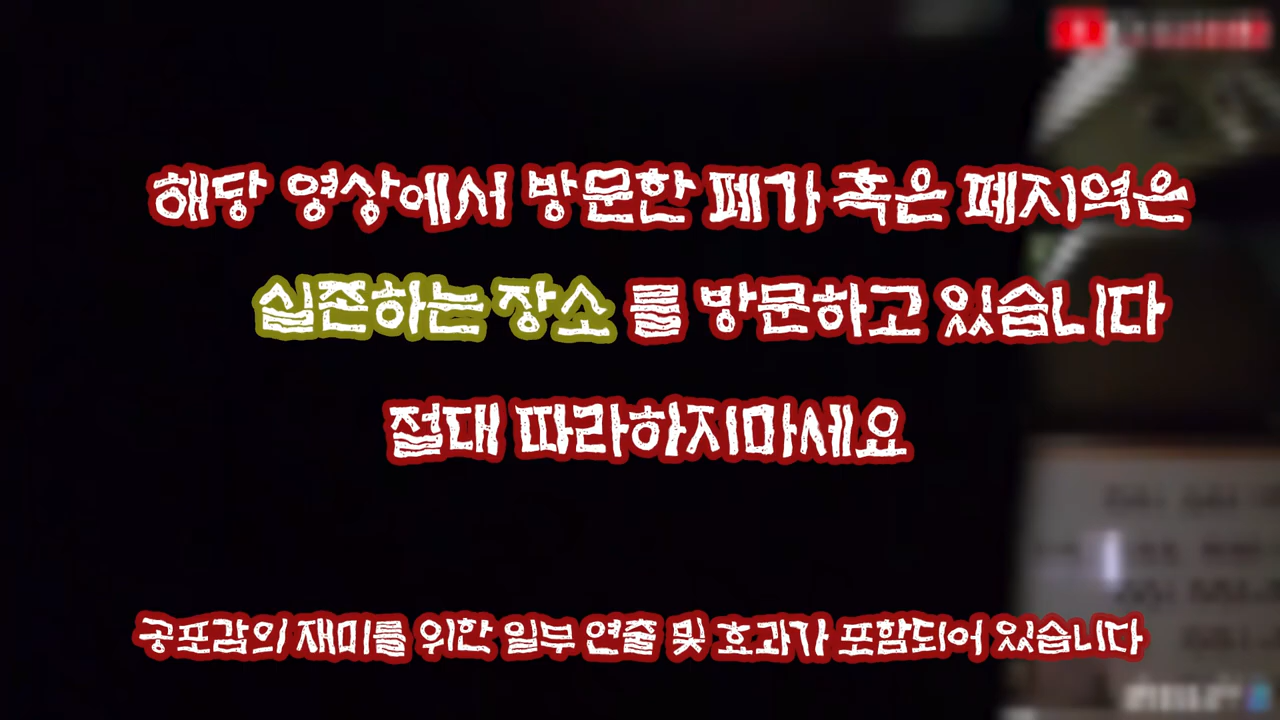 해당 영상에서 방문한 폐가 혹은 폐지역은
실존하는 장소 를 방문하고 있습니다
절대 따라하지마세요
공포감의 재미를 위한 일부 연출 및 효과가 포함되어 있습니다